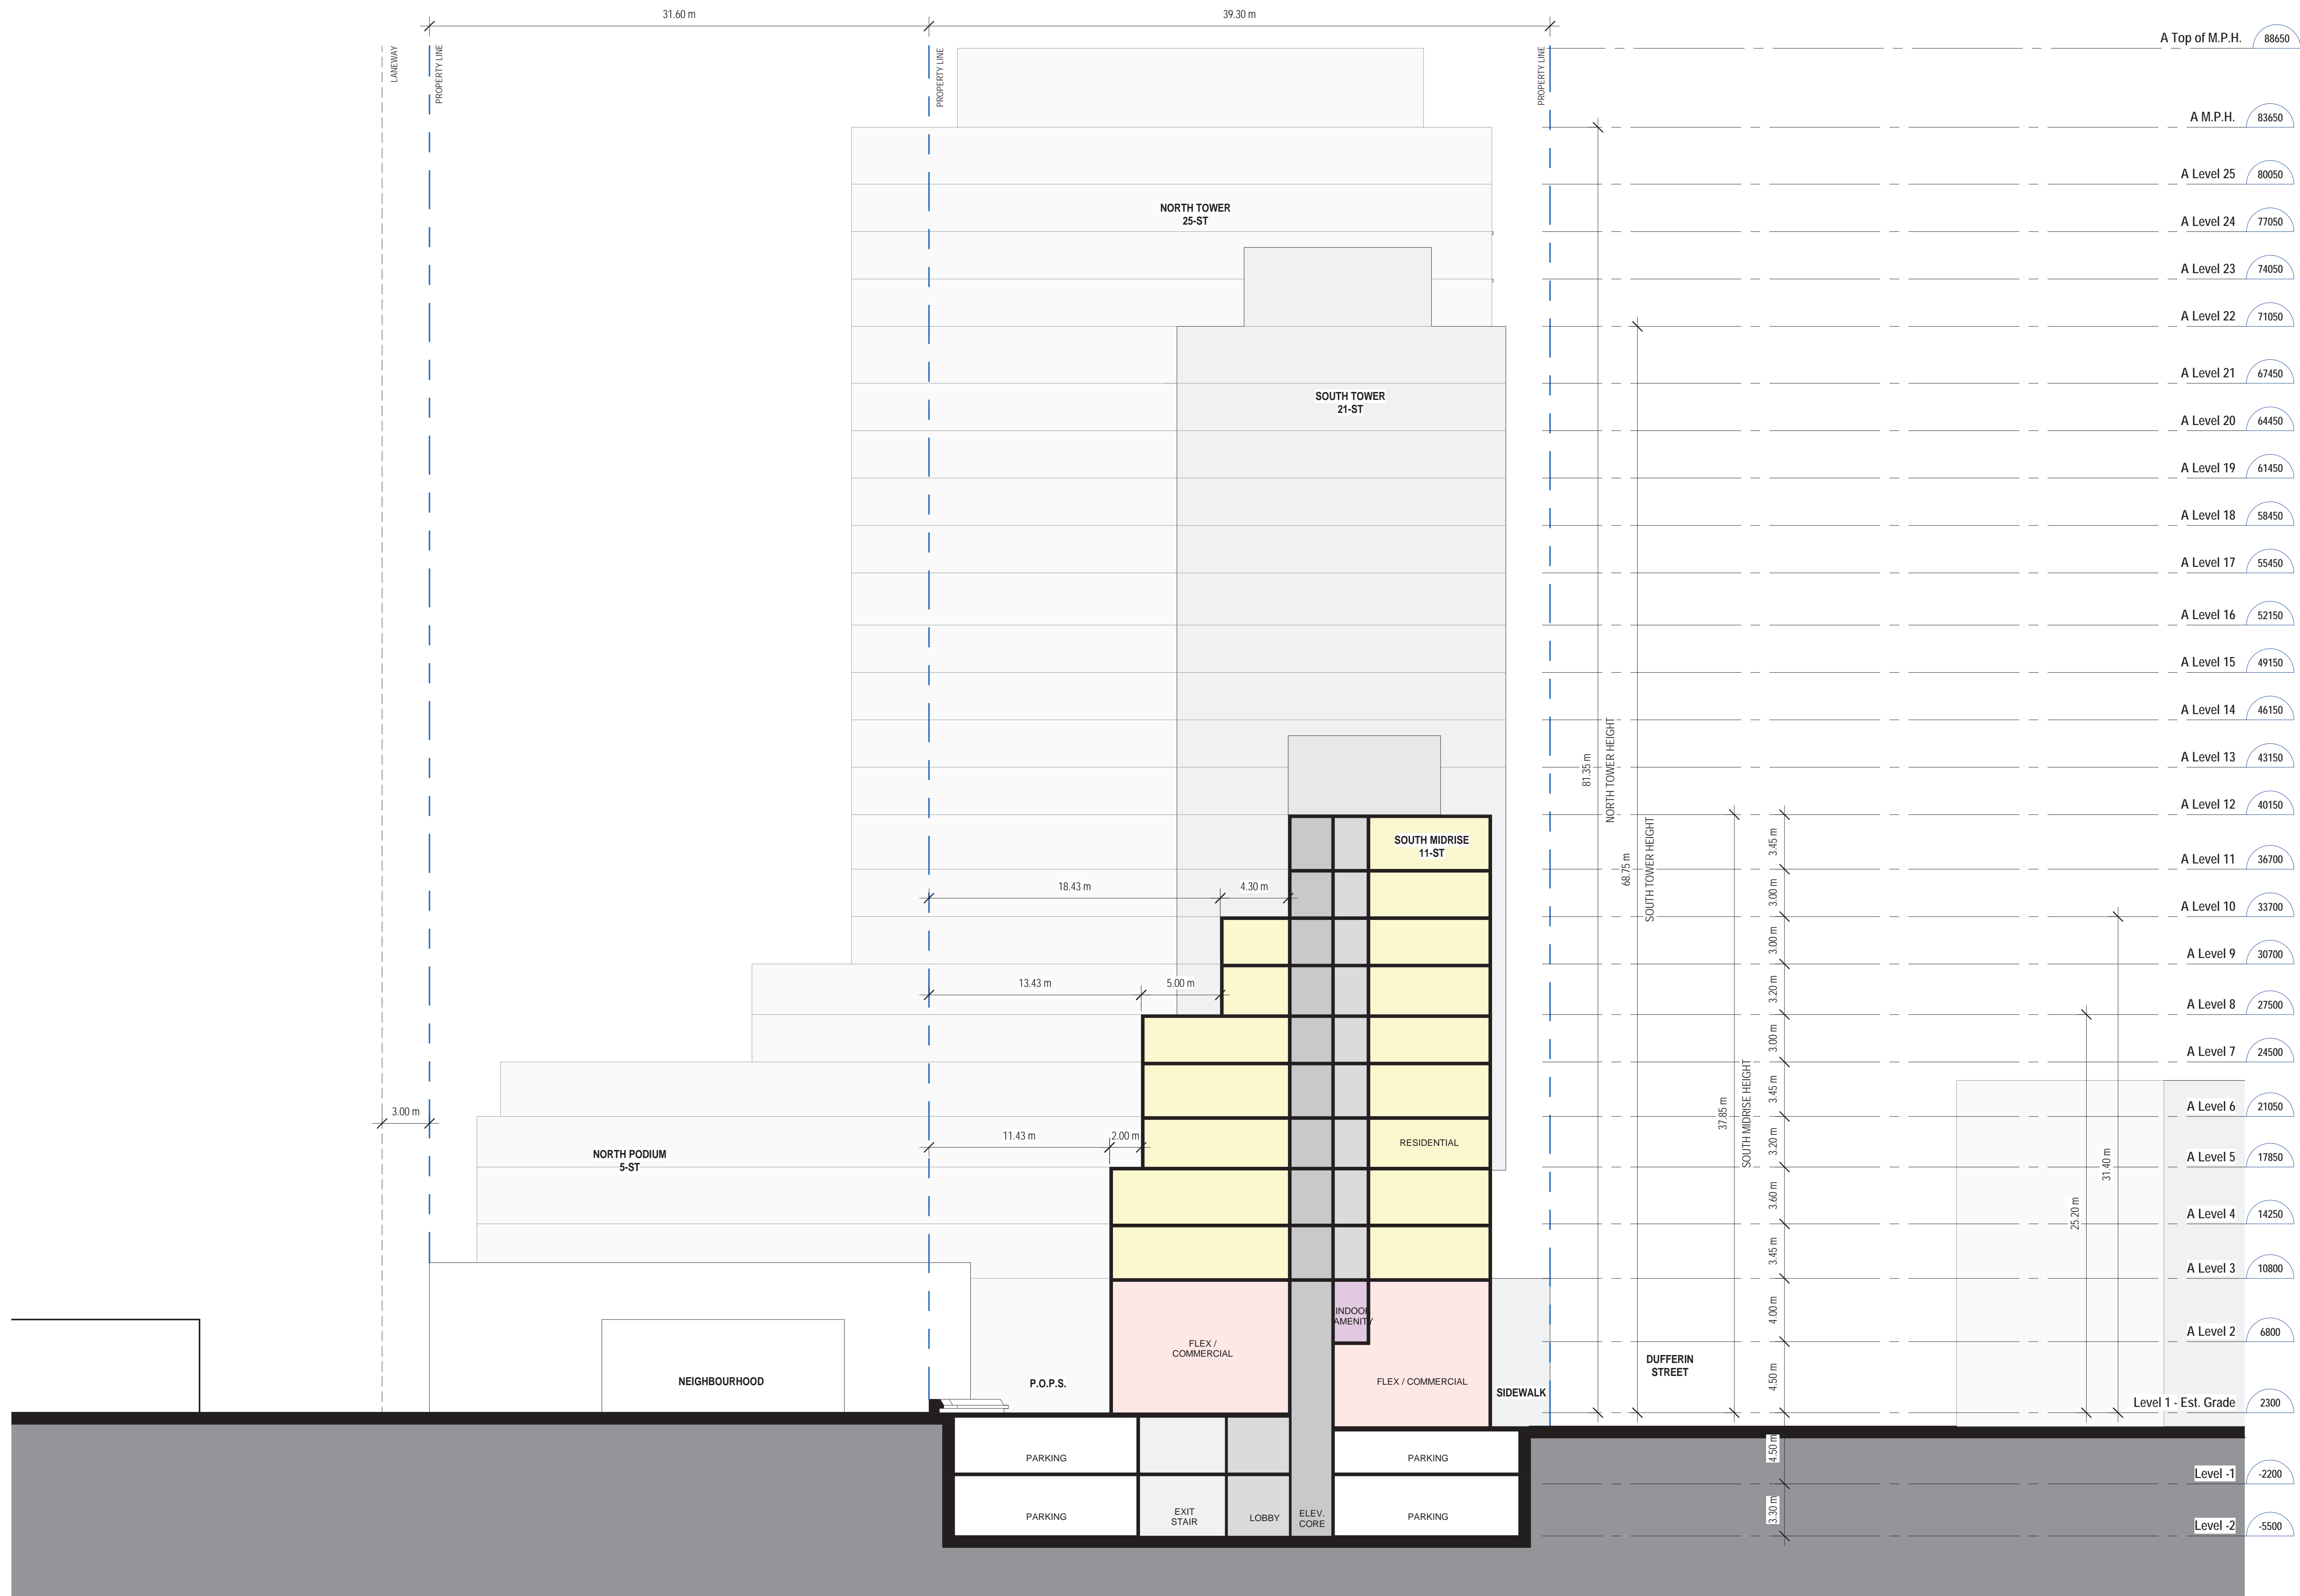 31.60 m
39.30 m
LANEWAY
PROPERTY LINE
PROPERTY LINE
PROPERTY LINE
A Top of M.P.H. 88650
A M.P.H. 83650
A Level 25 80050
NORTH TOWER
25-ST
A Level 24 77050
A Level 23 74050
A Level 22 71050
A Level 21 67450
SOUTH TOWER
21-ST
A Level 20 64450
A Level 19 61450
A Level 18 58450
A Level 17 55450
A Level 16 52150
A Level 15 49150
A Level 14 46150
A Level 13 43150
81.35 m
NORTH TOWER HEIGHT
A Level 12 40150
SOUTH MIDRISE
11-ST
3.45 m
68.75 m
SOUTH TOWER HEIGHT
A Level 11 36700
18.43 m
4.30 m
3.00 m
A Level 10 33700
3.00 m
A Level 9 30700
13.43 m
5.00 m
3.20 m
A Level 8 27500
3.00 m
A Level 7 24500
3.45 m
37.85 m
SOUTH MIDRISE HEIGHT
A Level 6 21050
3.00 m
11.43 m
2.00 m
RESIDENTIAL
3.20 m
31.40 m
NORTH PODIUM
5-ST
A Level 5 17850
3.60 m
25.20 m
A Level 4 14250
3.45 m
A Level 3 10800
INDOOR
AMENITY
4.00 m
A Level 2 6800
FLEX /
COMMERCIAL
DUFFERIN
STREET
NEIGHBOURHOOD
P.O.P.S.
FLEX / COMMERCIAL
SIDEWALK
4.50 m
Level 1 - Est. Grade 2300
PARKING
PARKING
4.50 m
Level -1 -2200
PARKING
EXIT
STAIR
LOBBY
ELEV.
CORE
PARKING
3.30 m
Level -2 -5500